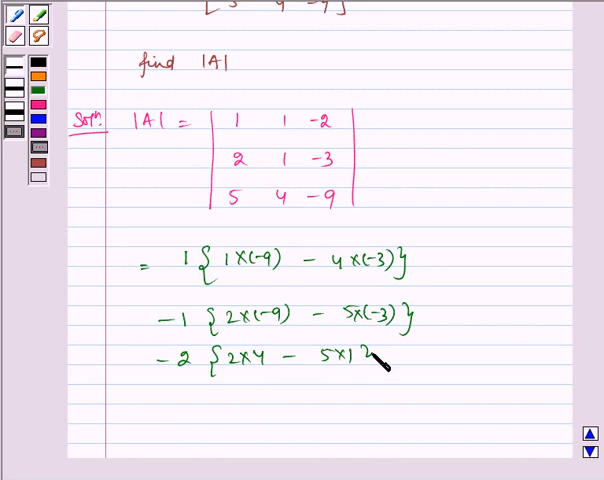 find |A|
Solⁿ. |A| = | 1 1 -2 |
| 2 1 -3 |
| 5 4 -9 |
= 1 { 1×(-9) - 4×(-3) }
-1 { 2×(-9) - 5×(-3) }
-2 { 2×4 - 5×1 }